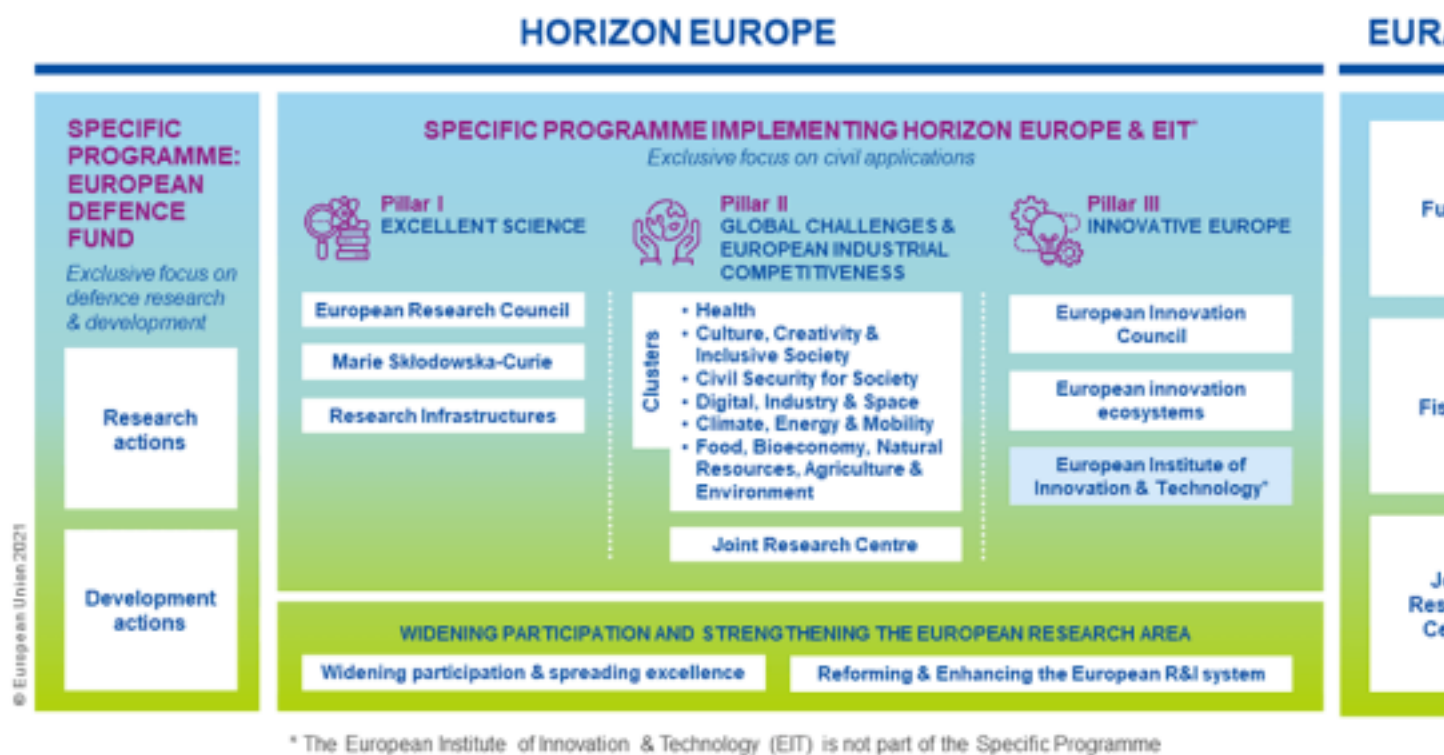 HORIZON EUROPE
SPECIFIC
PROGRAMME:
EUROPEAN
DEFENCE
FUND
Exclusive focus on
defence research
& development
Research
actions
Development
actions
SPECIFIC PROGRAMME IMPLEMENTING HORIZON EUROPE & EIT*
Exclusive focus on civil applications
Pillar I
EXCELLENT SCIENCE
European Research Council
Marie Skłodowska-Curie
Research Infrastructures
Pillar II
GLOBAL CHALLENGES &
EUROPEAN INDUSTRIAL
COMPETITIVENESS
Clusters
• Health
• Culture, Creativity &
Inclusive Society
• Civil Security for Society
• Digital, Industry & Space
• Climate, Energy & Mobility
• Food, Bioeconomy, Natural
Resources, Agriculture &
Environment
Joint Research Centre
Pillar III
INNOVATIVE EUROPE
European Innovation
Council
European innovation
ecosystems
European Institute of
Innovation & Technology*
WIDENING PARTICIPATION AND STRENGTHENING THE EUROPEAN RESEARCH AREA
Widening participation & spreading excellence
Reforming & Enhancing the European R&I system
EUR
Fu
Fis
J
Res
Ce
© European Union 2021
* The European Institute of Innovation & Technology (EIT) is not part of the Specific Programme